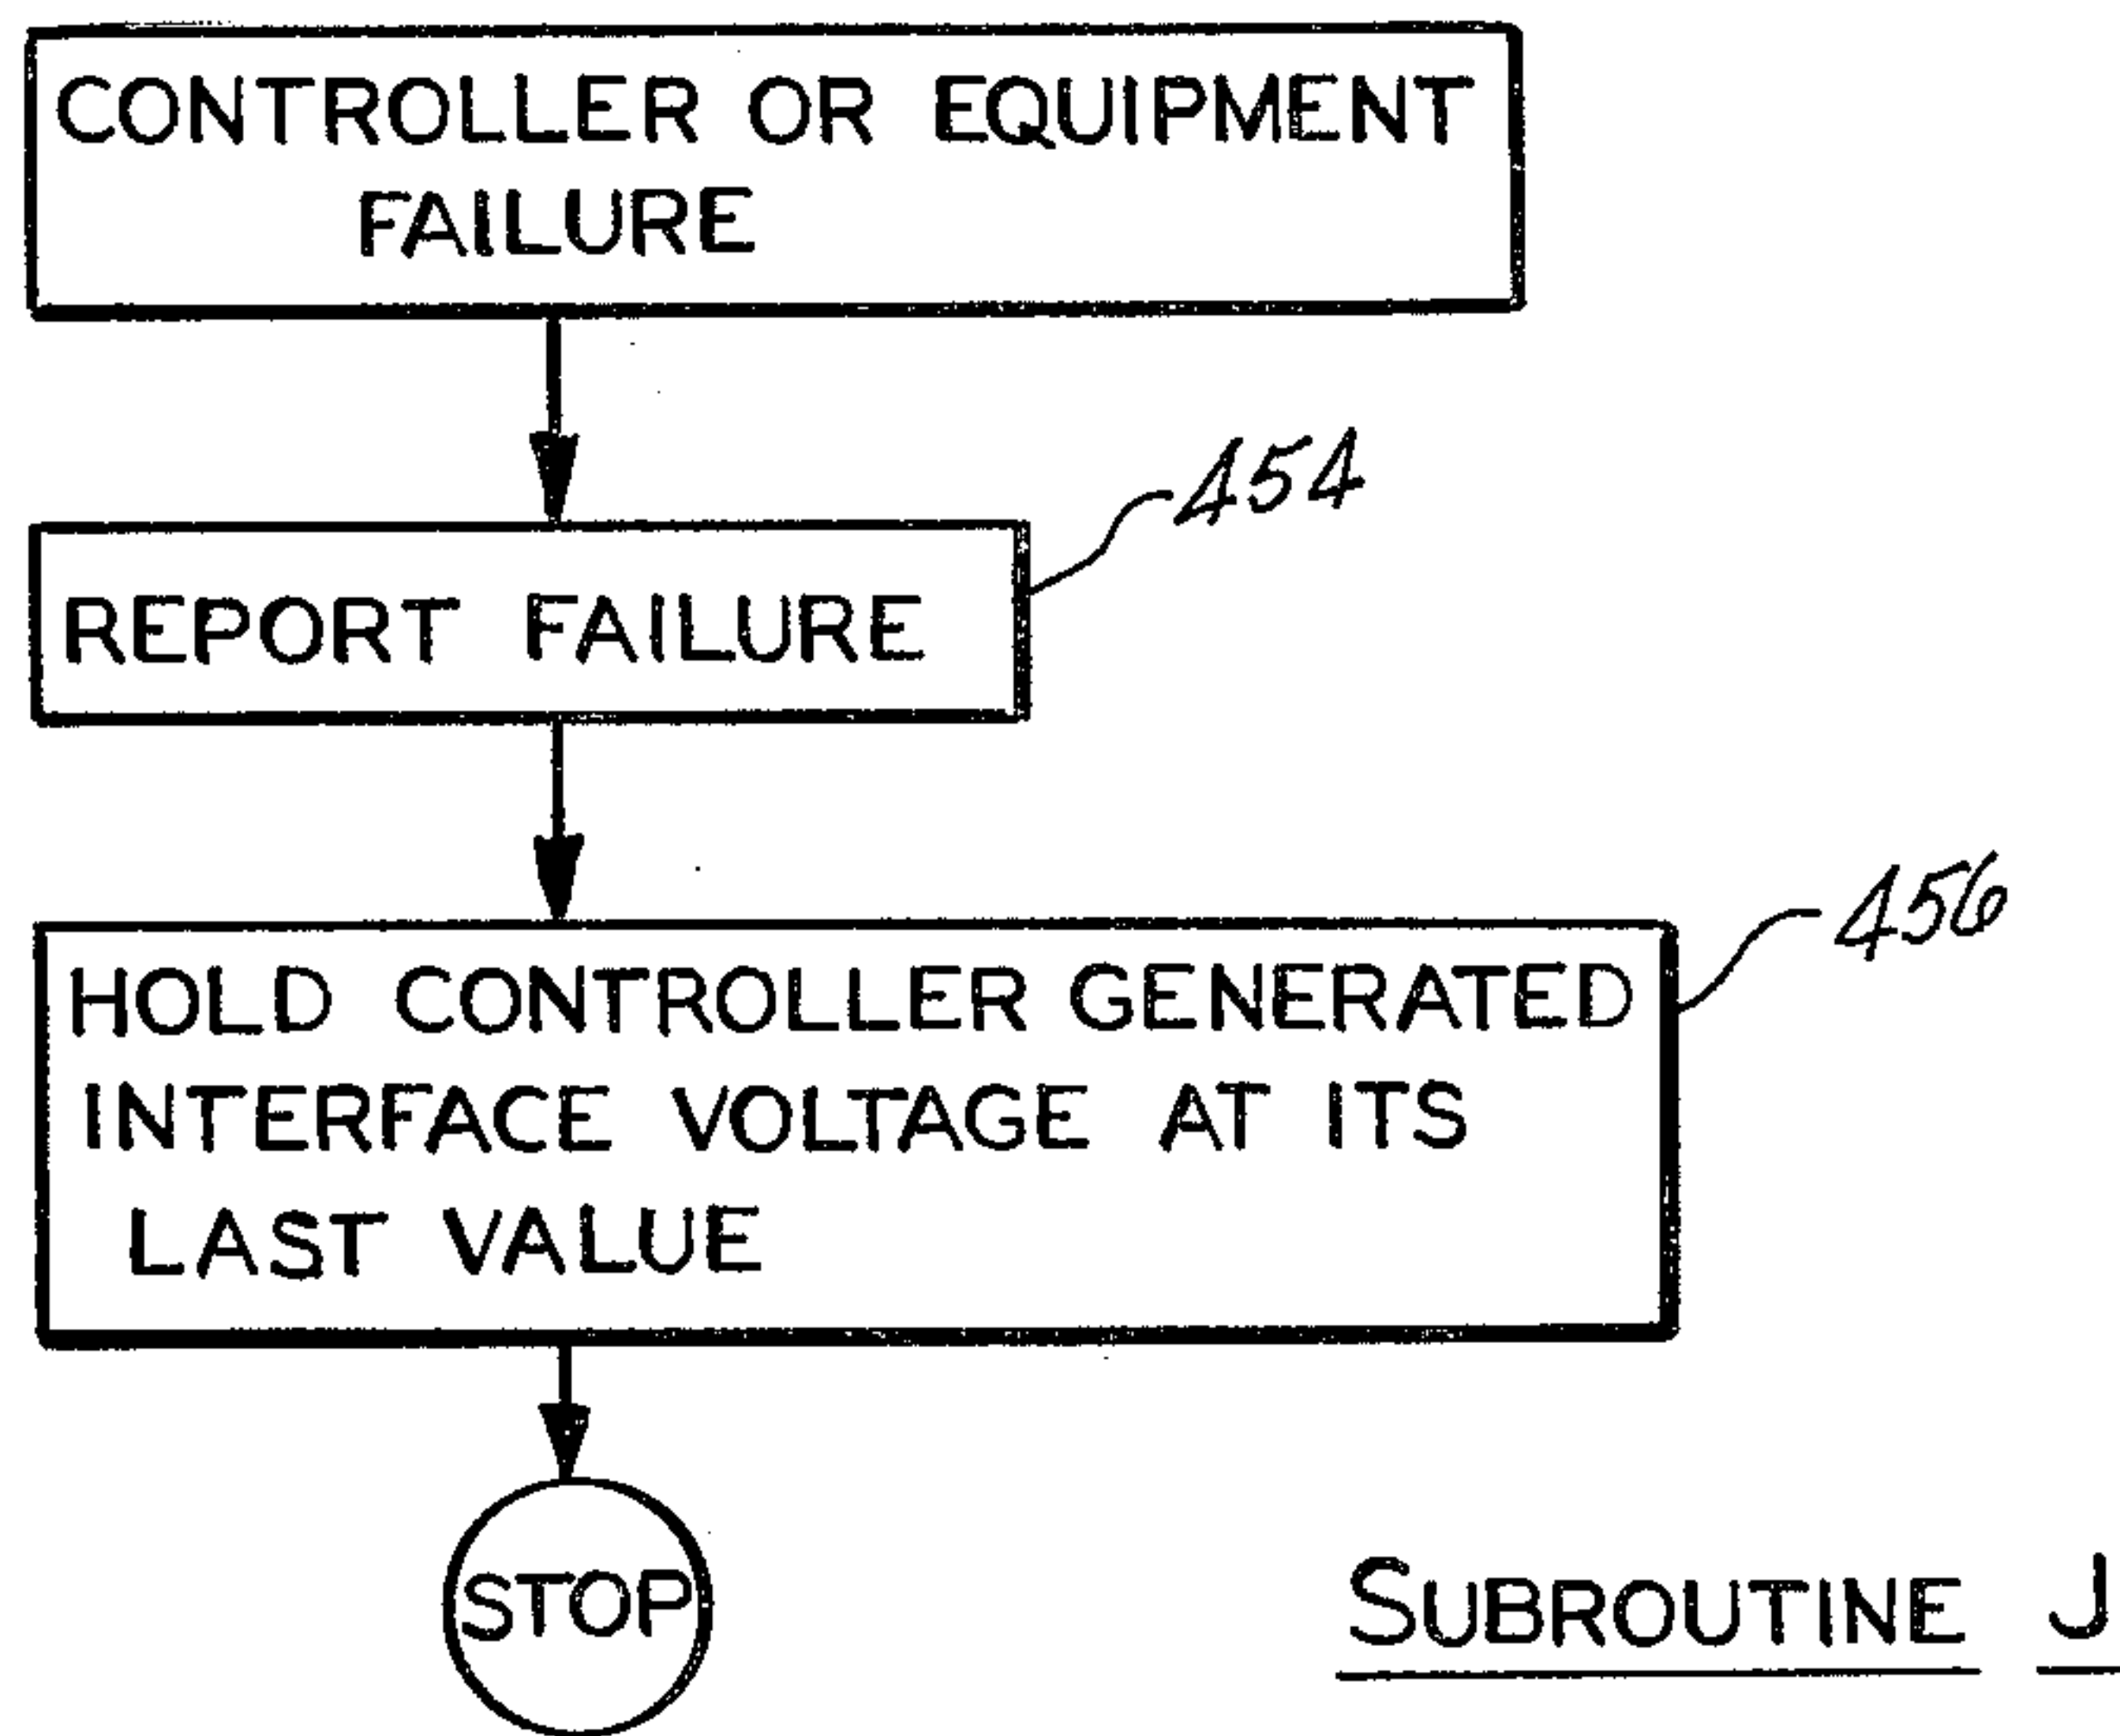 CONTROLLER OR EQUIPMENT
FAILURE
454
REPORT FAILURE
456
HOLD CONTROLLER GENERATED
INTERFACE VOLTAGE AT ITS
LAST VALUE
STOP
SUBROUTINE J